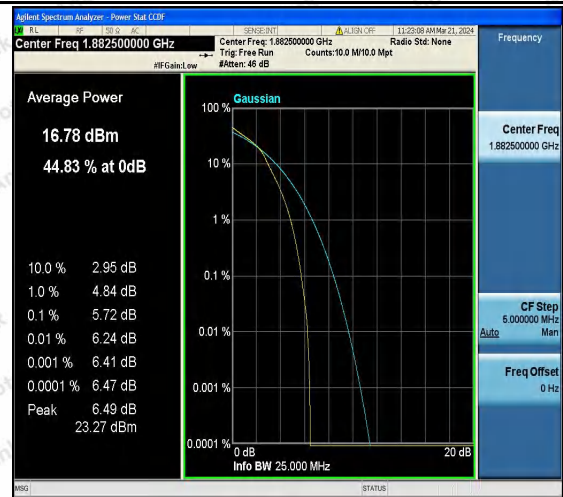 Agilent Spectrum Analyzer - Power Stat CCDF
RL RF 50 Ω AC SENSE:INT ALIGN OFF 11:23:08 AM Mar 21, 2024
Center Freq 1.882500000 GHz
Center Freq: 1.882500000 GHz Radio Std: None
Trig: Free Run Counts:10.0 M/10.0 Mpt
#IFGain:Low #Atten: 46 dB
Frequency
Average Power
16.78 dBm
44.83 % at 0dB
10.0 % 2.95 dB
1.0 % 4.84 dB
0.1 % 5.72 dB
0.01 % 6.24 dB
0.001 % 6.41 dB
0.0001 % 6.47 dB
Peak 6.49 dB
23.27 dBm
Gaussian
100 %
10 %
1 %
0.1 %
0.01 %
0.001 %
0.0001 %
0 dB 20 dB
Info BW 25.000 MHz
Center Freq
1.882500000 GHz
CF Step
5.000000 MHz
Auto Man
Freq Offset
0 Hz
MSG STATUS